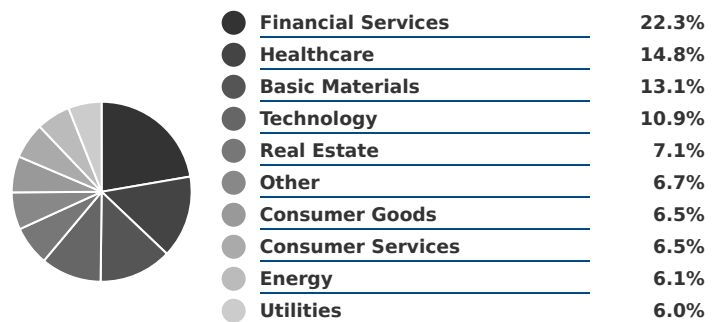 Financial Services 22.3%
Healthcare 14.8%
Basic Materials 13.1%
Technology 10.9%
Real Estate 7.1%
Other 6.7%
Consumer Goods 6.5%
Consumer Services 6.5%
Energy 6.1%
Utilities 6.0%